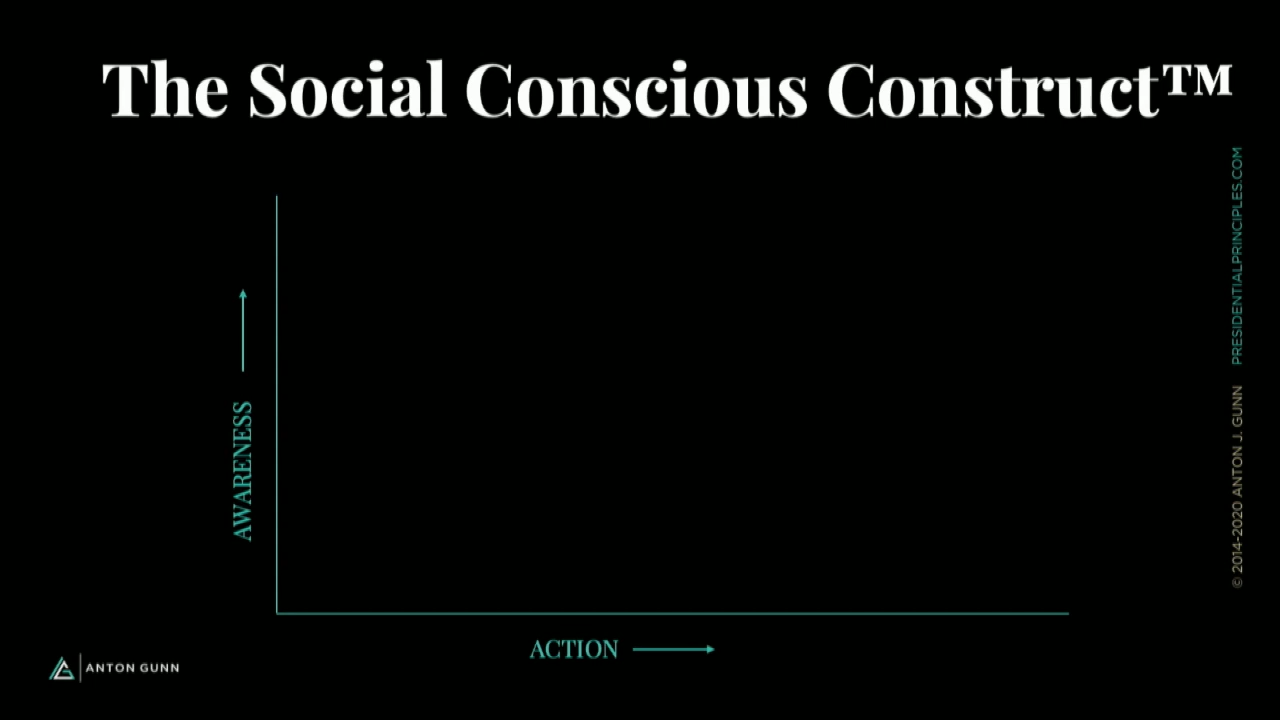 The Social Conscious Construct™
PRESIDENTIALPRINCIPLES.COM
© 2014-2020 ANTON J. GUNN
AWARENESS
ACTION
ANTON GUNN